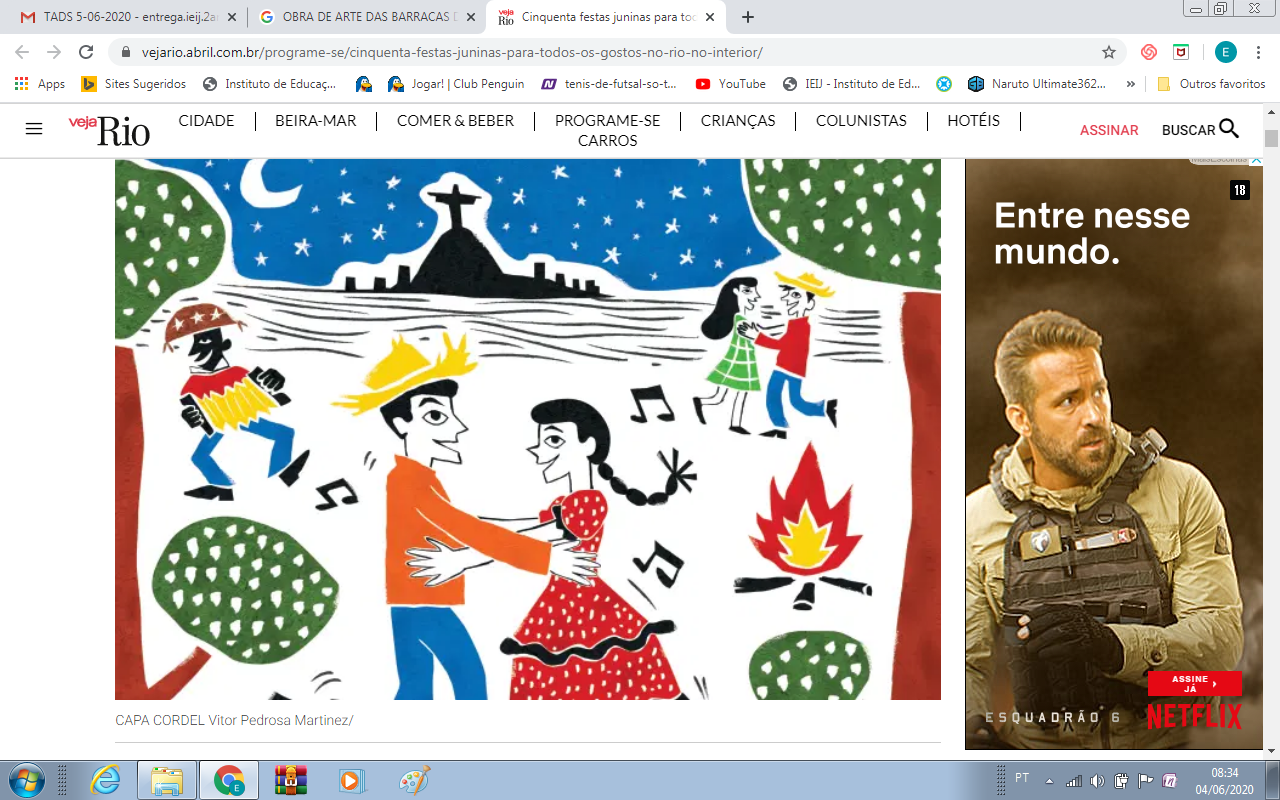 TADS 5-06-2020 - entrega.ieij.2a
OBRA DE ARTE DAS BARRACAS D
Cinquenta festas juninas para to
vejario.abril.com.br/programe-se/cinquenta-festas-juninas-para-todos-os-gostos-no-rio-no-interior/
E
Apps
Sites Sugeridos
Instituto de Educaç...
Jogar! | Club Penguin
tenis-de-futsal-so-t...
YouTube
IEIJ - Instituto de Ed...
Naruto Ultimate362...
»
Outros favoritos
veja Rio
CIDADE
BEIRA-MAR
COMER & BEBER
PROGRAME-SE
CRIANÇAS
COLUNISTAS
HOTÉIS
CARROS
ASSINAR
BUSCAR
18
Entre nesse
mundo.
ASSINE
JÁ
ESQUADRÃO 6
NETFLIX
CAPA CORDEL Vitor Pedrosa Martinez/
PT
08:34
04/06/2020